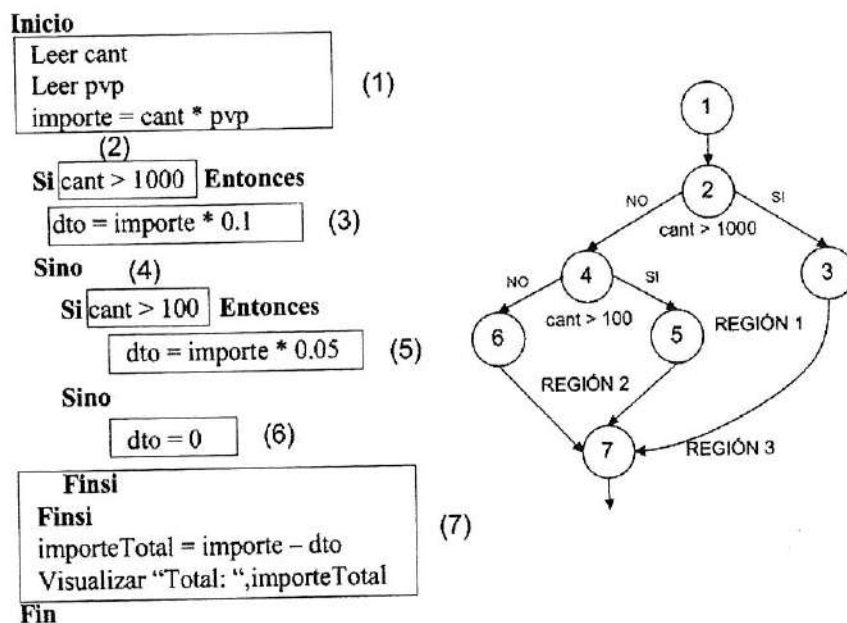 Inicio
Leer cant
Leer pvp
importe = cant * pvp
(1)
(2)
Si cant > 1000 Entonces
dto = importe * 0.1 (3)
Sino (4)
Si cant > 100 Entonces
dto = importe * 0.05 (5)
Sino
dto = 0 (6)
Finsi
Finsi
importeTotal = importe – dto
Visualizar “Total: “,importeTotal
(7)
Fin
1
2
NO SI
cant > 1000
4 3
NO SI
cant > 100
6 5
REGIÓN 1
REGIÓN 2
7
REGIÓN 3